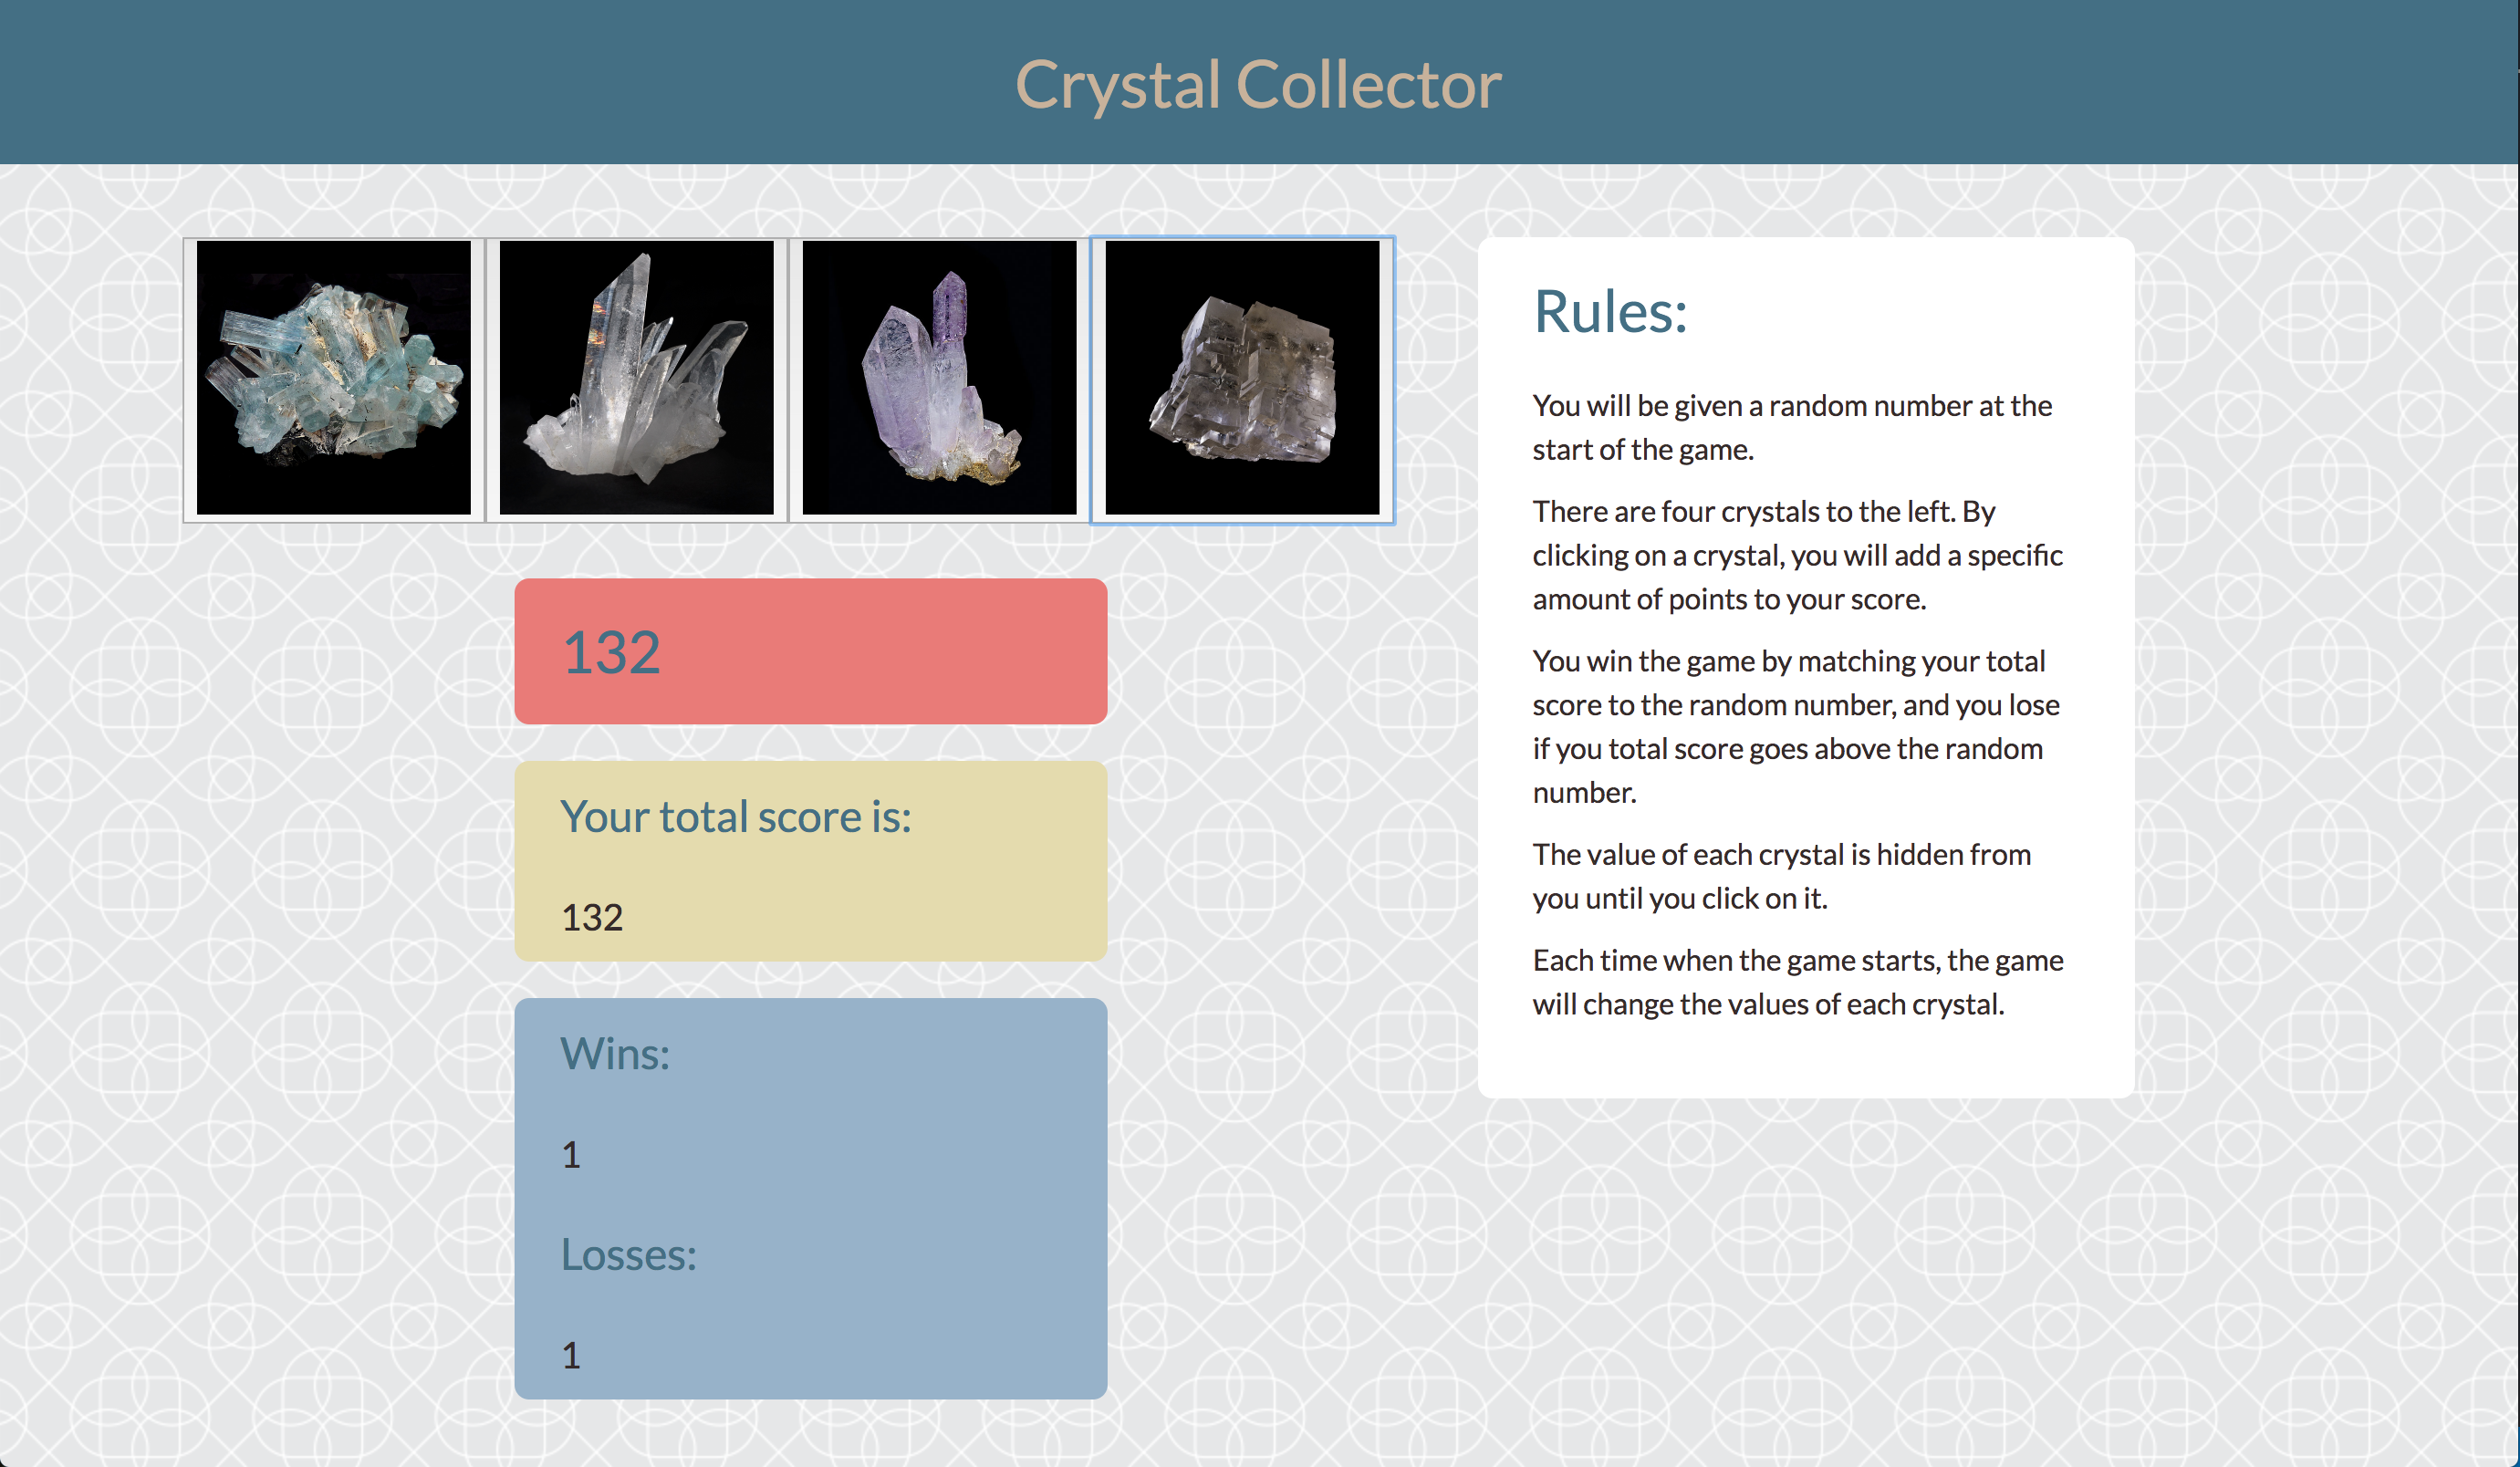 Crystal Collector
132
Your total score is:
132
Wins:
1
Losses:
1
Rules:
You will be given a random number at the
start of the game.
There are four crystals to the left. By
clicking on a crystal, you will add a specific
amount of points to your score.
You win the game by matching your total
score to the random number, and you lose
if you total score goes above the random
number.
The value of each crystal is hidden from
you until you click on it.
Each time when the game starts, the game
will change the values of each crystal.